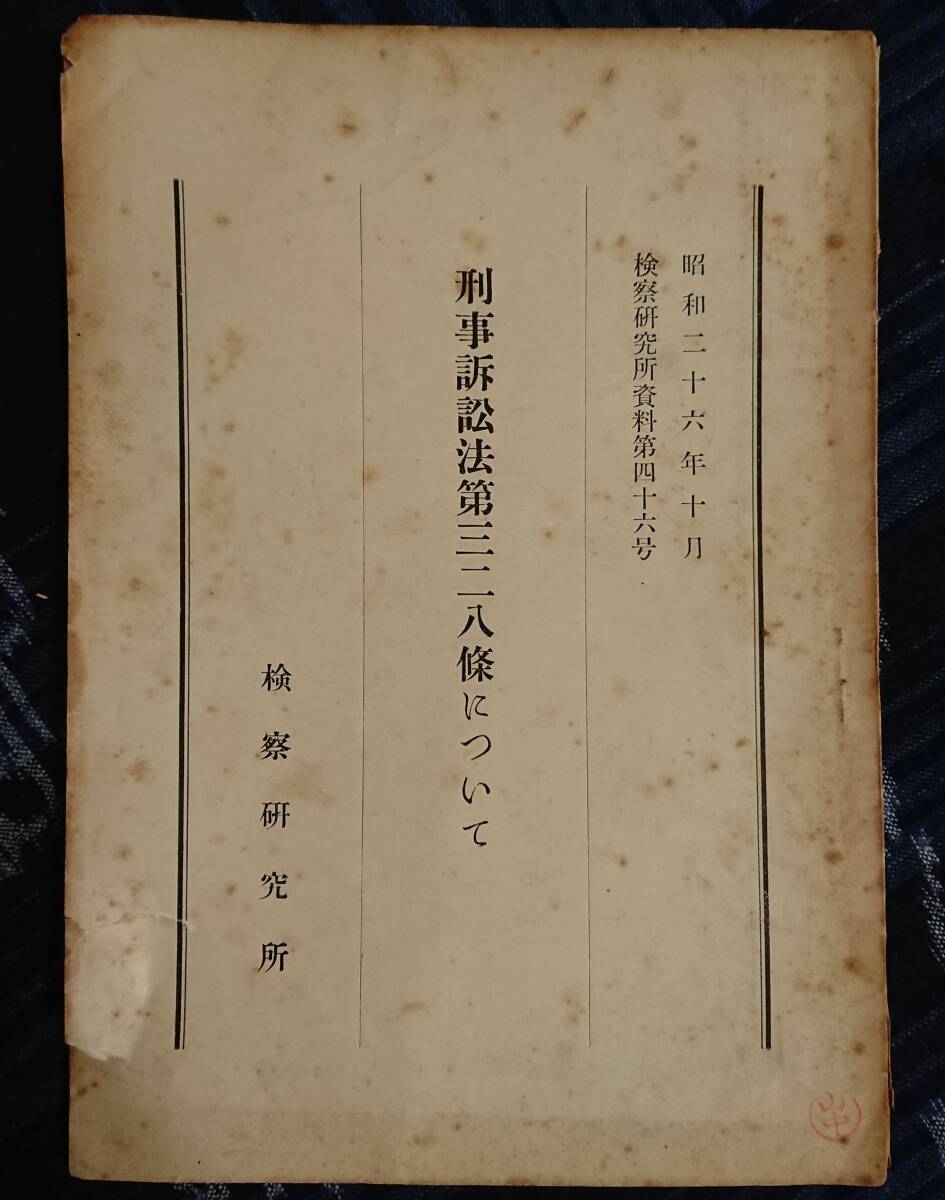 昭和二十六年十月
検察研究所資料第四十六号
刑事訴訟法第三二八條について
検察研究所